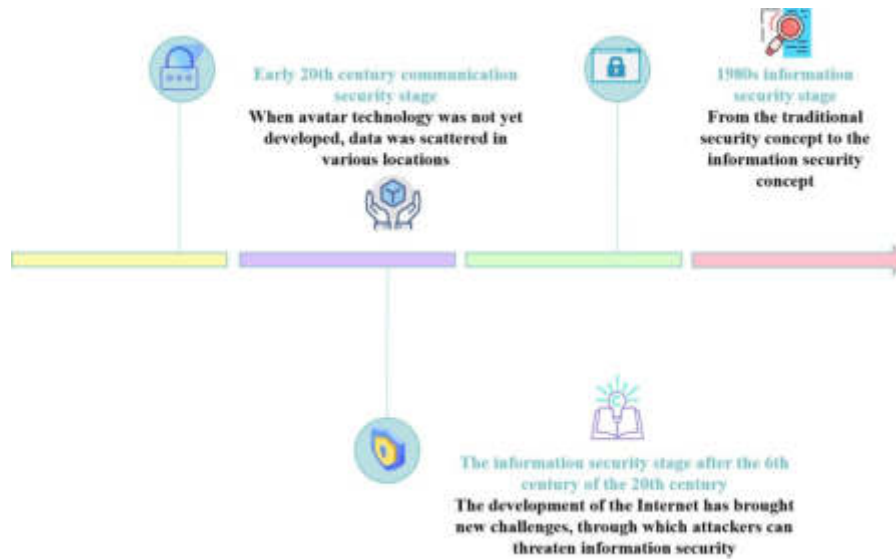 Early 20th century communication
security stage
When avatar technology was not yet
developed, data was scattered in
various locations
1980s information
security stage
From the traditional
security concept to the
information security
concept
The information security stage after the 6th
century of the 20th century
The development of the Internet has brought
new challenges, through which attackers can
threaten information security